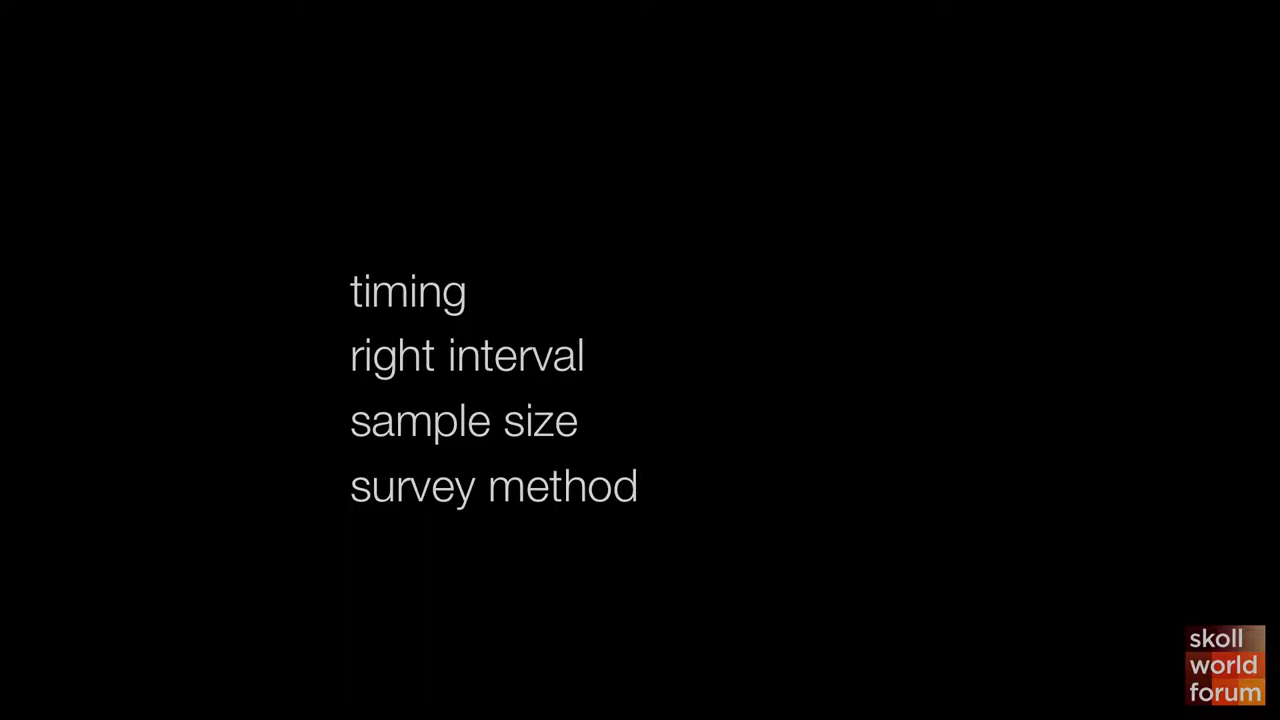 timing
right interval
sample size
survey method
skoll
world
forum